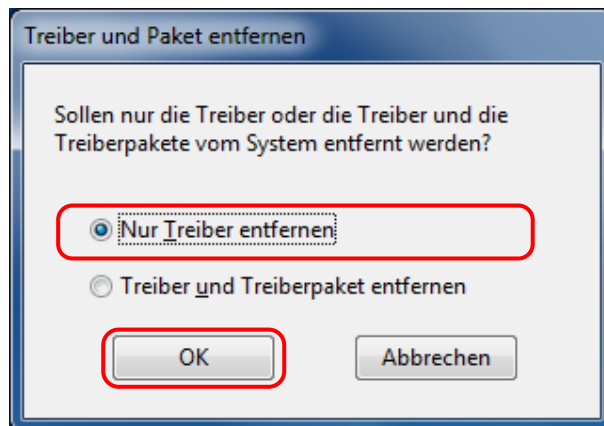 Treiber und Paket entfernen
Sollen nur die Treiber oder die Treiber und die
Treiberpakete vom System entfernt werden?
Nur Treiber entfernen
Treiber und Treiberpaket entfernen
OK
Abbrechen